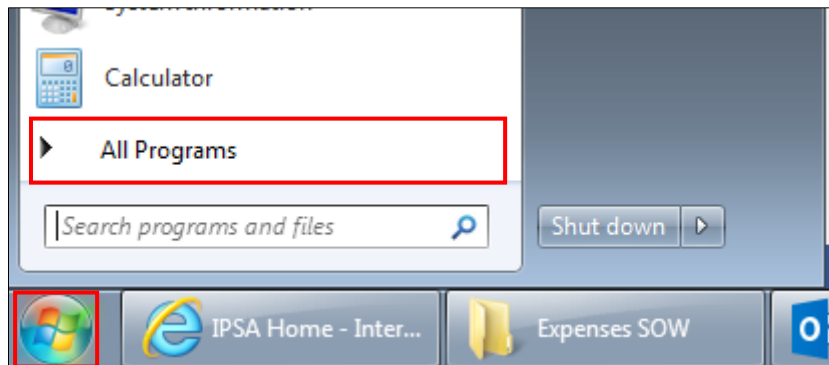 Calculator
All Programs
Search programs and files
Shut down
IPSA Home - Inter...
Expenses SOW